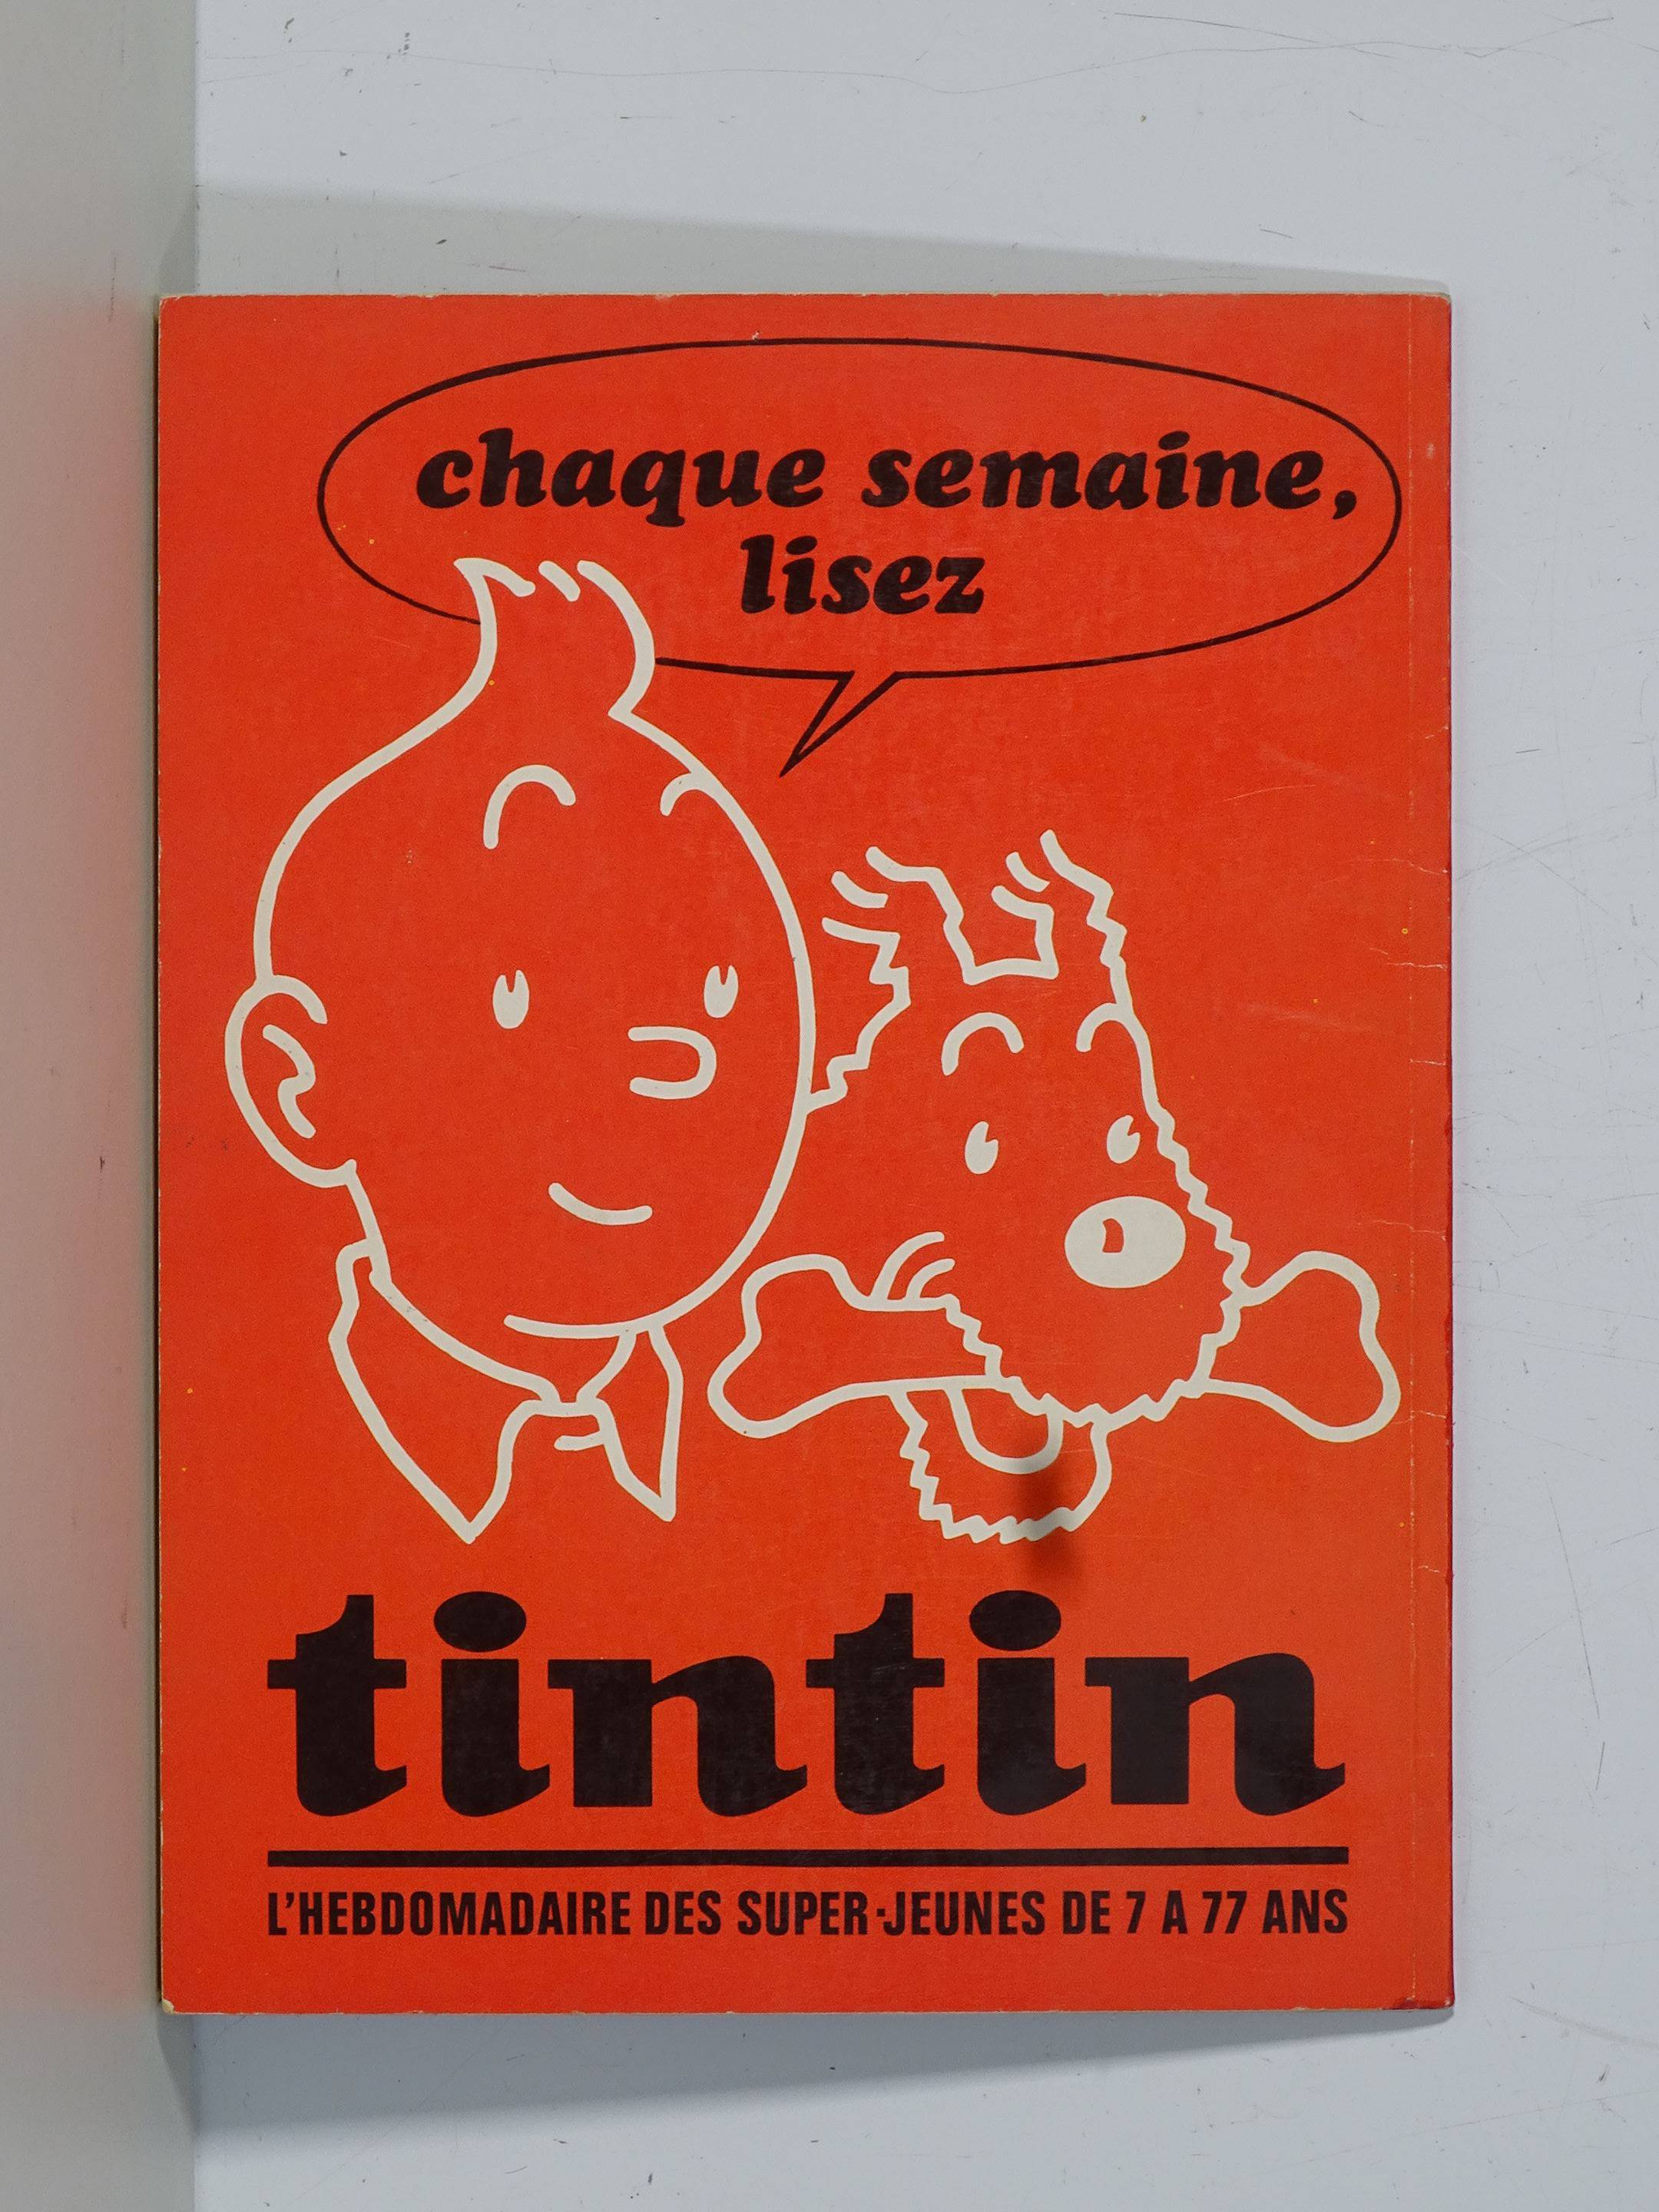 chaque semaine,
lisez
tintin
L'HEBDOMADAIRE DES SUPER-JEUNES DE 7 A 77 ANS